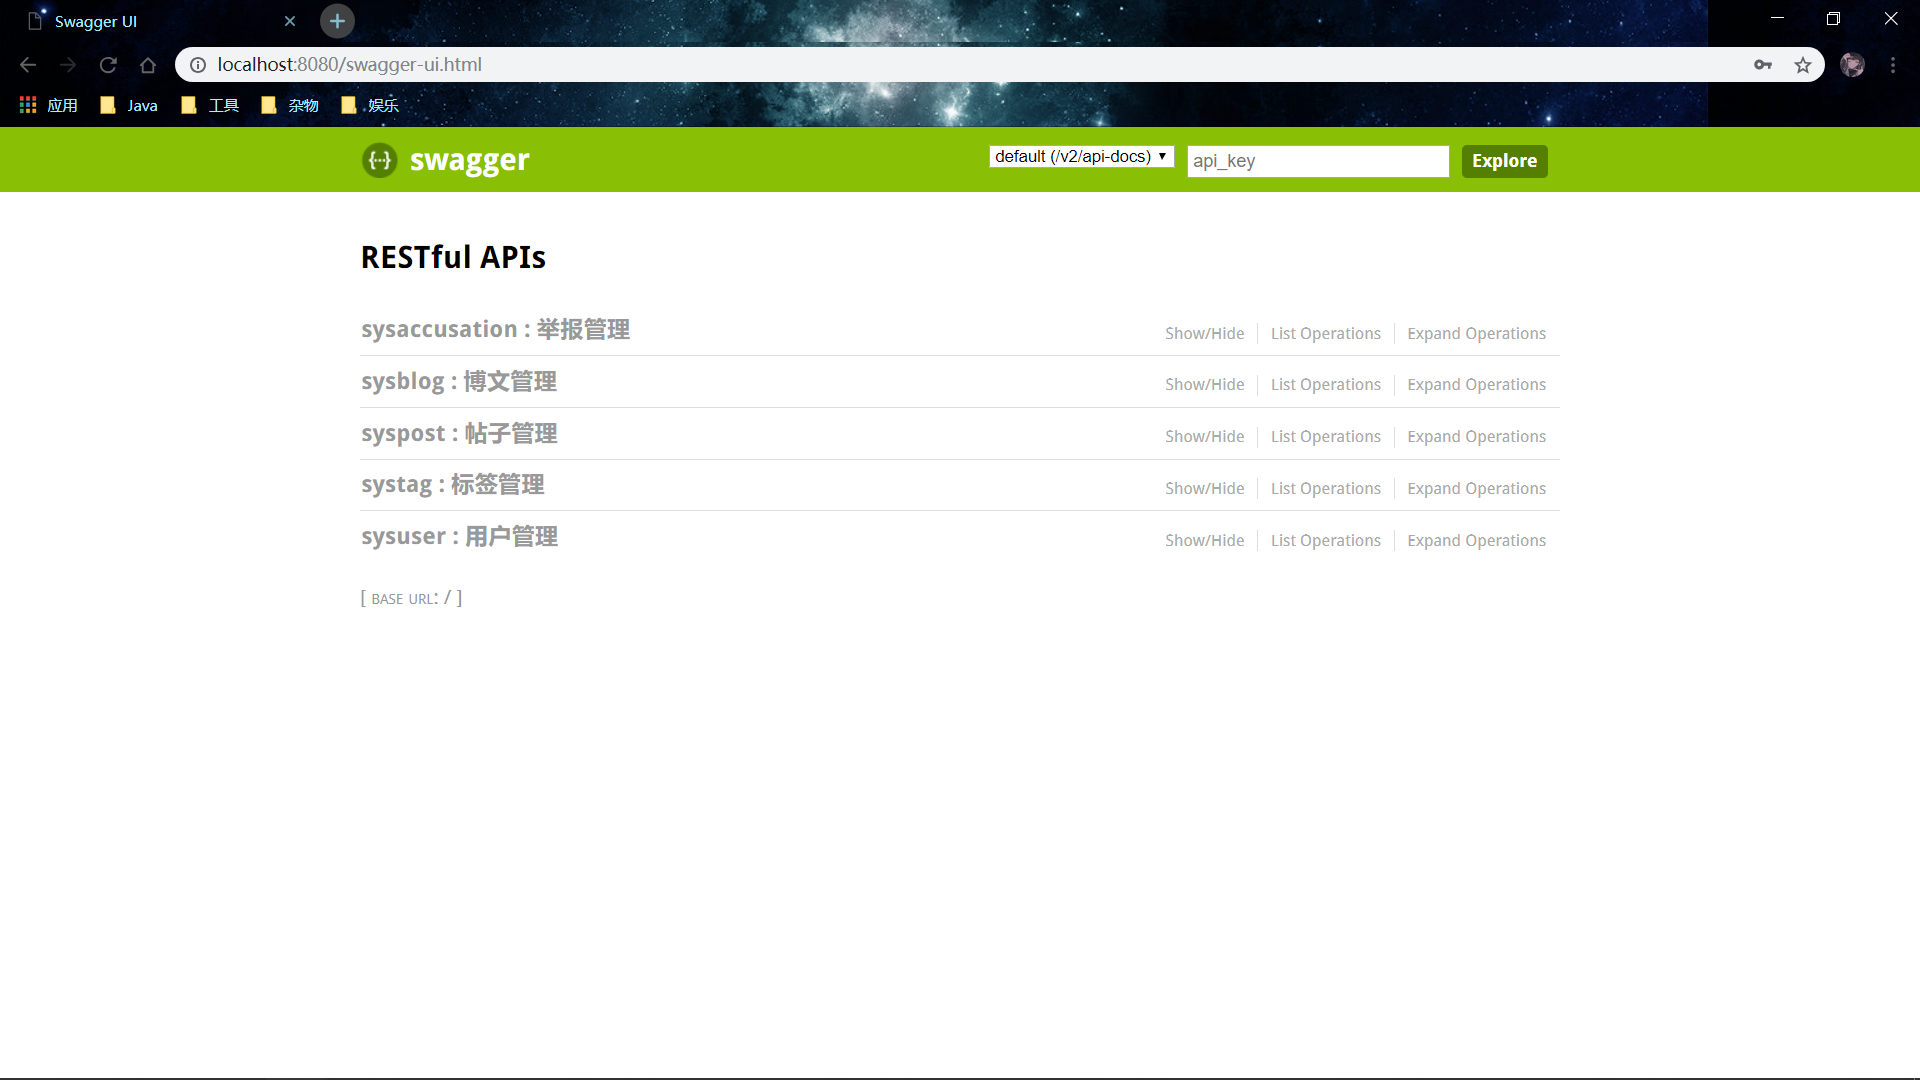 Swagger UI
localhost:8080/swagger-ui.html
应用 Java 工具 杂物 娱乐
swagger default (/v2/api-docs) api_key Explore
RESTful APIs
sysaccusation : 举报管理 Show/Hide List Operations Expand Operations
sysblog : 博文管理 Show/Hide List Operations Expand Operations
syspost : 帖子管理 Show/Hide List Operations Expand Operations
systag : 标签管理 Show/Hide List Operations Expand Operations
sysuser : 用户管理 Show/Hide List Operations Expand Operations
[ BASE URL: / ]